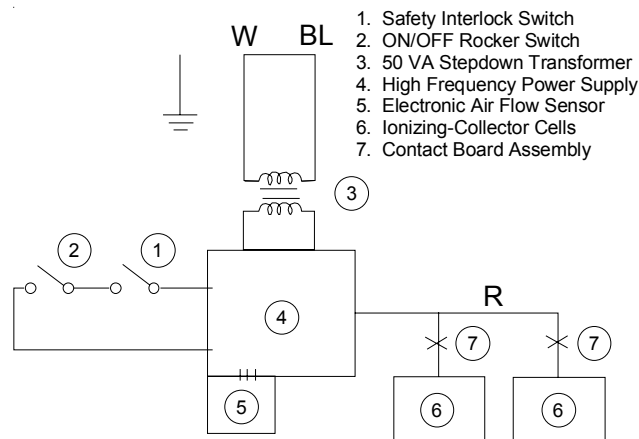 W BL
1. Safety Interlock Switch
2. ON/OFF Rocker Switch
3. 50 VA Stepdown Transformer
4. High Frequency Power Supply
5. Electronic Air Flow Sensor
6. Ionizing-Collector Cells
7. Contact Board Assembly
3
2 1
4
R
7 7
5
6 6